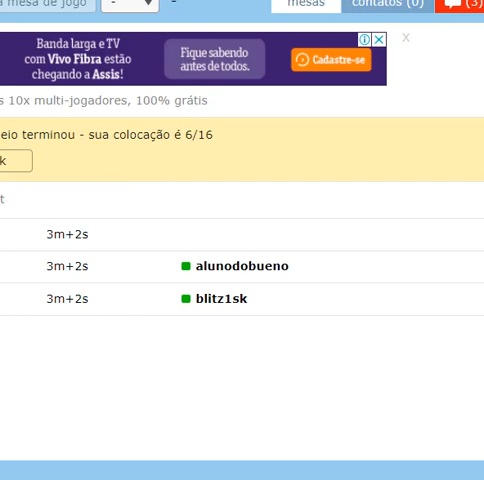 a mesa de jogo
-
-
mesas
contatos (0)
(3)
Banda larga e TV
com Vivo Fibra estão
chegando a Assis!
Fique sabendo
antes de todos.
Cadastre-se
X
s 10x multi-jogadores, 100% grátis
eio terminou - sua colocação é 6/16
k
t
3m+2s
3m+2s
alunodobueno
3m+2s
blitz1sk